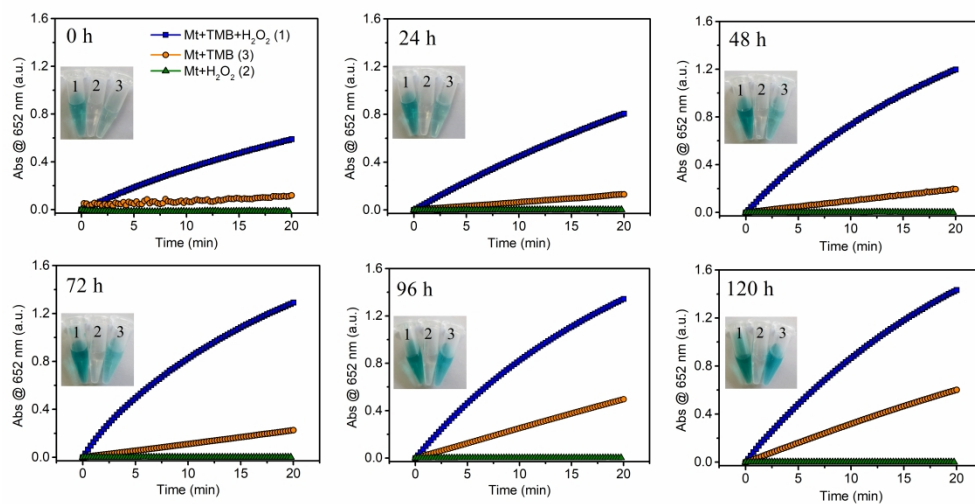 0 h
Mt+TMB+H₂O₂ (1)
Mt+TMB (3)
Mt+H₂O₂ (2)
1 2 3
Abs @ 652 nm (a.u.)
1.6
1.2
0.8
0.4
0.0
0 5 10 15 20
Time (min)
24 h
1 2 3
Abs @ 652 nm (a.u.)
1.6
1.2
0.8
0.4
0.0
0 5 10 15 20
Time (min)
48 h
1 2 3
Abs @ 652 nm (a.u.)
1.6
1.2
0.8
0.4
0.0
0 5 10 15 20
Time (min)
72 h
1 2 3
Abs @ 652 nm (a.u.)
1.6
1.2
0.8
0.4
0.0
0 5 10 15 20
Time (min)
96 h
1 2 3
Abs @ 652 nm (a.u.)
1.6
1.2
0.8
0.4
0.0
0 5 10 15 20
Time (min)
120 h
1 2 3
Abs @ 652 nm (a.u.)
1.6
1.2
0.8
0.4
0.0
0 5 10 15 20
Time (min)